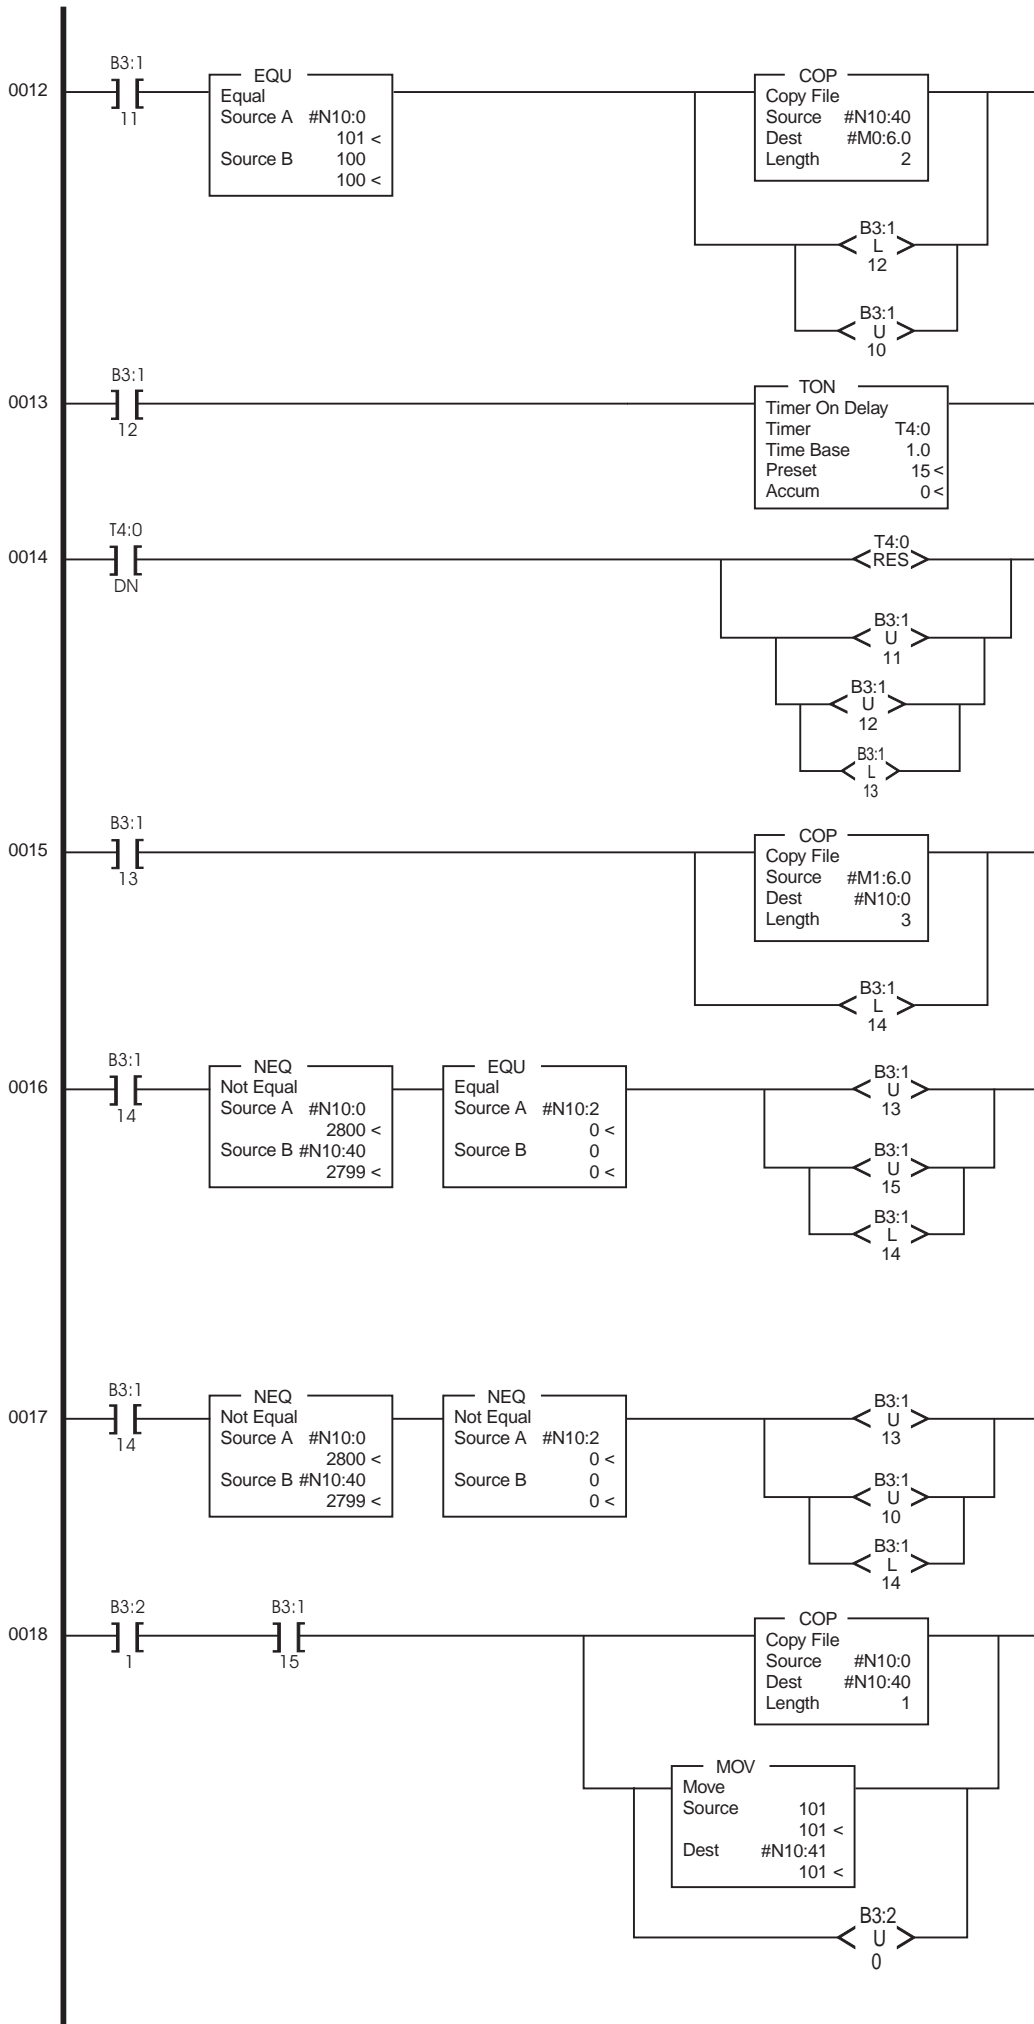 B3:1
0012
11
EQU
Equal
Source A #N10:0
101 <
Source B 100
100 <
COP
Copy File
Source #N10:40
Dest #M0:6.0
Length 2
B3:1
L
12
B3:1
U
10
B3:1
0013
12
TON
Timer On Delay
Timer T4:0
Time Base 1.0
Preset 15 <
Accum 0 <
T4:0
0014
DN
T4:0
RES
B3:1
U
11
B3:1
U
12
B3:1
L
13
B3:1
0015
13
COP
Copy File
Source #M1:6.0
Dest #N10:0
Length 3
B3:1
L
14
B3:1
0016
14
NEQ
Not Equal
Source A #N10:0
2800 <
Source B #N10:40
2799 <
EQU
Equal
Source A #N10:2
0 <
Source B 0
0 <
B3:1
U
13
B3:1
U
15
B3:1
L
14
B3:1
0017
14
NEQ
Not Equal
Source A #N10:0
2800 <
Source B #N10:40
2799 <
NEQ
Not Equal
Source A #N10:2
0 <
Source B 0
0 <
B3:1
U
13
B3:1
U
10
B3:1
L
14
B3:2
0018
1
B3:1
15
COP
Copy File
Source #N10:0
Dest #N10:40
Length 1
MOV
Move
Source 101
101 <
Dest #N10:41
101 <
B3:2
U
0